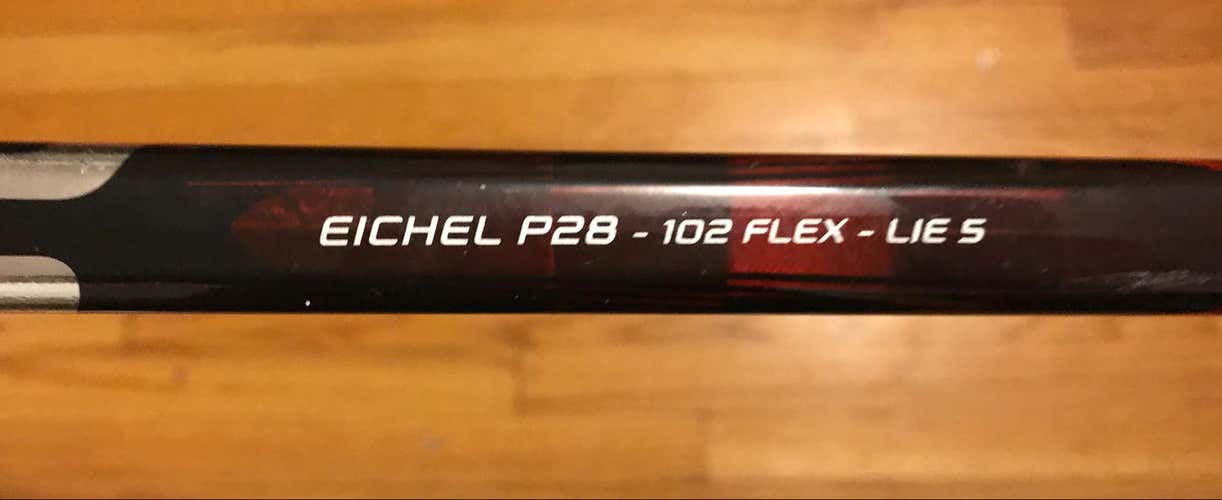 EICHEL P28 - 102 FLEX - LIE 5